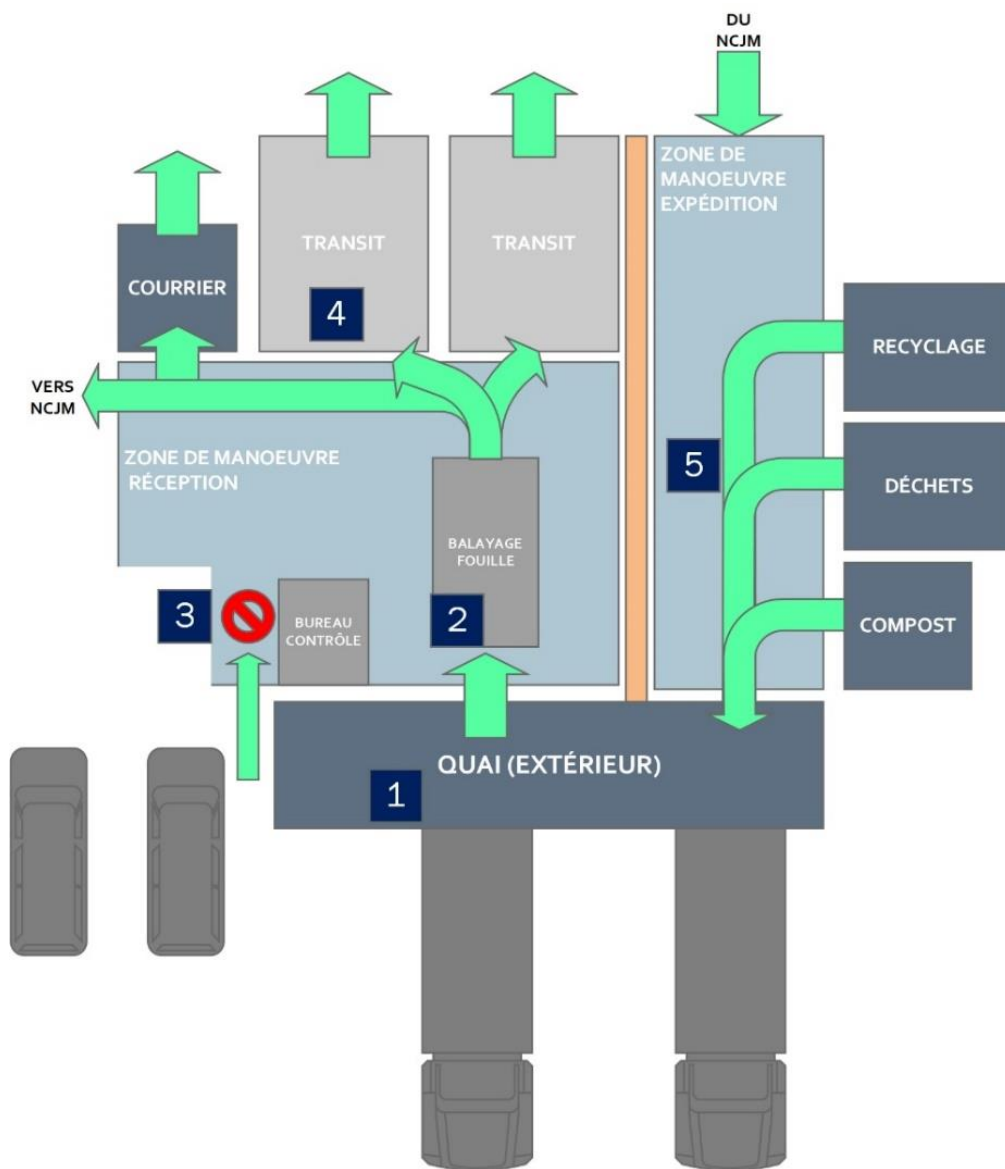 DU
NCJM
ZONE DE
MANOEUVRE
EXPÉDITION
TRANSIT
TRANSIT
COURRIER
4
RECYCLAGE
VERS
NCJM
ZONE DE MANOEUVRE
RÉCEPTION
5
DÉCHETS
BALAYAGE
FOUILLE
3
2
BUREAU
CONTRÔLE
COMPOST
QUAI (EXTÉRIEUR)
1